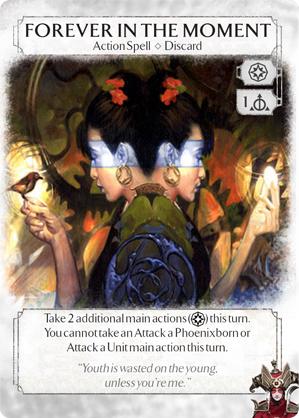 FOREVER IN THE MOMENT
Action Spell ⬦ Discard
1
Take 2 additional main actions () this turn.
You cannot take an Attack a Phoenixborn or
Attack a Unit main action this turn.
“Youth is wasted on the young,
unless you’re me.”